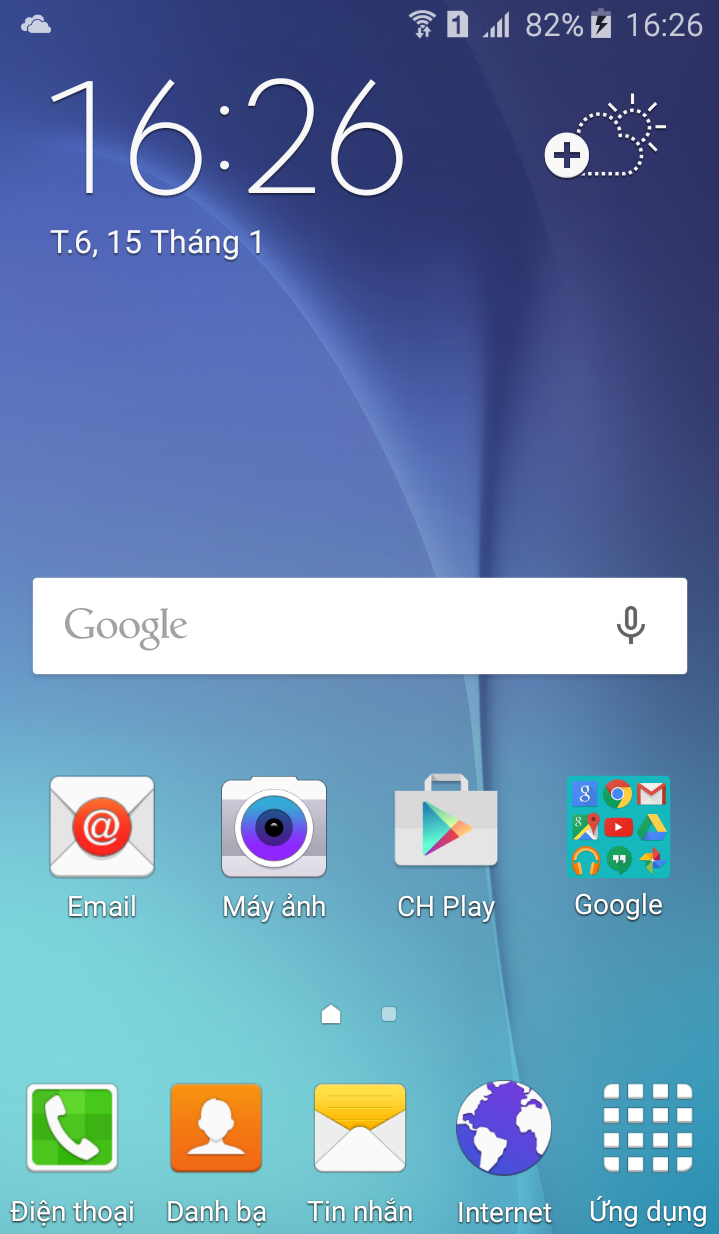 1 82% 16:26
16:26
T.6, 15 Tháng 1
Google
Email Máy ảnh CH Play Google
Điện thoại Danh bạ Tin nhắn Internet Ứng dụng